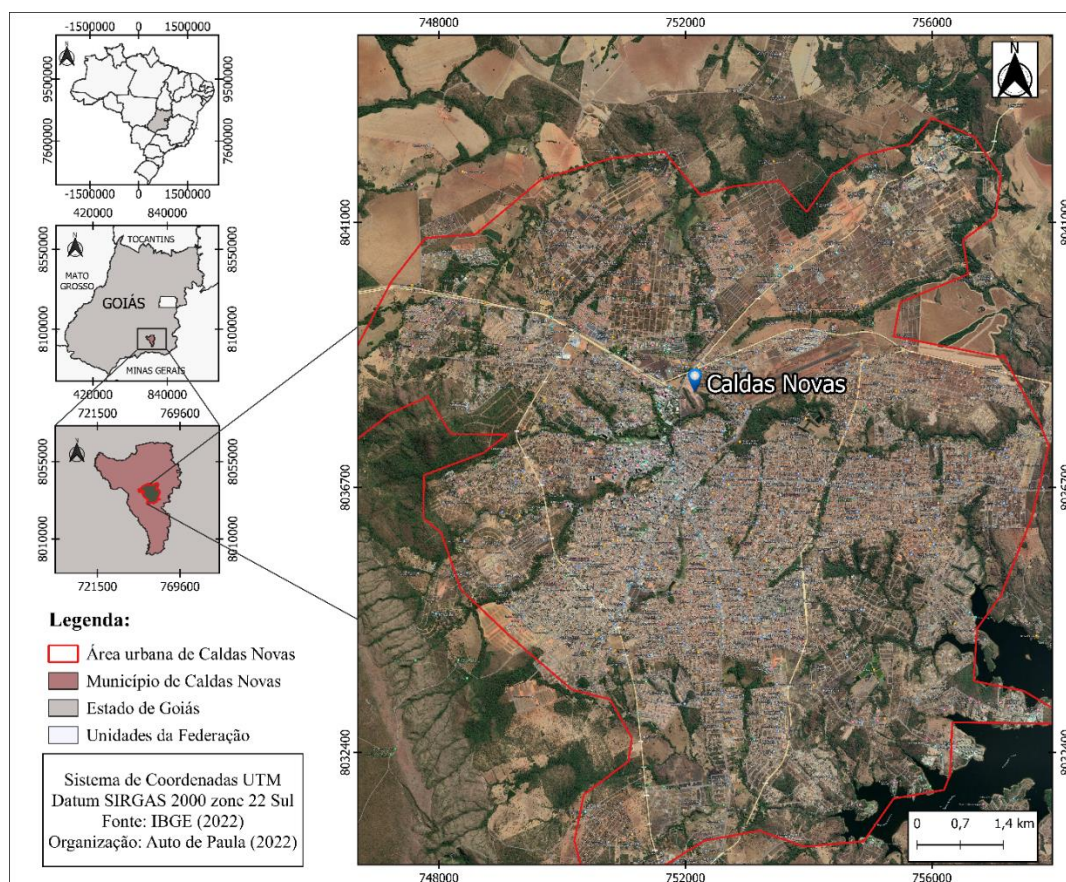 -1500000 0 1500000
N
9500000
9500000
7600000
7600000
-1500000 0 1500000
420000 840000
N
TOCANTINS
8550000
8550000
MATO
GROSSO
GOIÁS
8100000
8100000
MINAS GERAIS
420000 840000
721500 769600
N
8055000
8055000
8010000
8010000
721500 769600
Legenda:
Área urbana de Caldas Novas
Município de Caldas Novas
Estado de Goiás
Unidades da Federação
Sistema de Coordenadas UTM
Datum SIRGAS 2000 zone 22 Sul
Fonte: IBGE (2022)
Organização: Auto de Paula (2022)
748000 752000 756000
N
8041000
8041000
Caldas Novas
8036700
8036700
8032400
8032400
0 0,7 1,4 km
748000 752000 756000